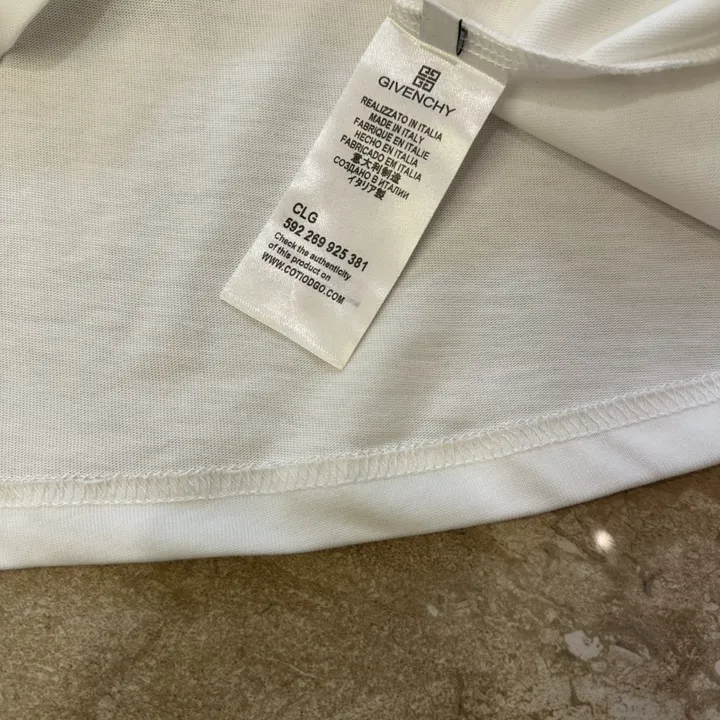 GIVENCHY
REALIZZATO IN ITALIA
MADE IN ITALY
FABRIQUE EN ITALIE
HECHO EN ITALIA
FABRICADO EM ITALIA
意大利制造
СОЗДАНО В ИТАЛИИ
イタリア製
CLG
592 269 925 381
Check the authenticity
of this product on
WWW.COTIODGO.COM